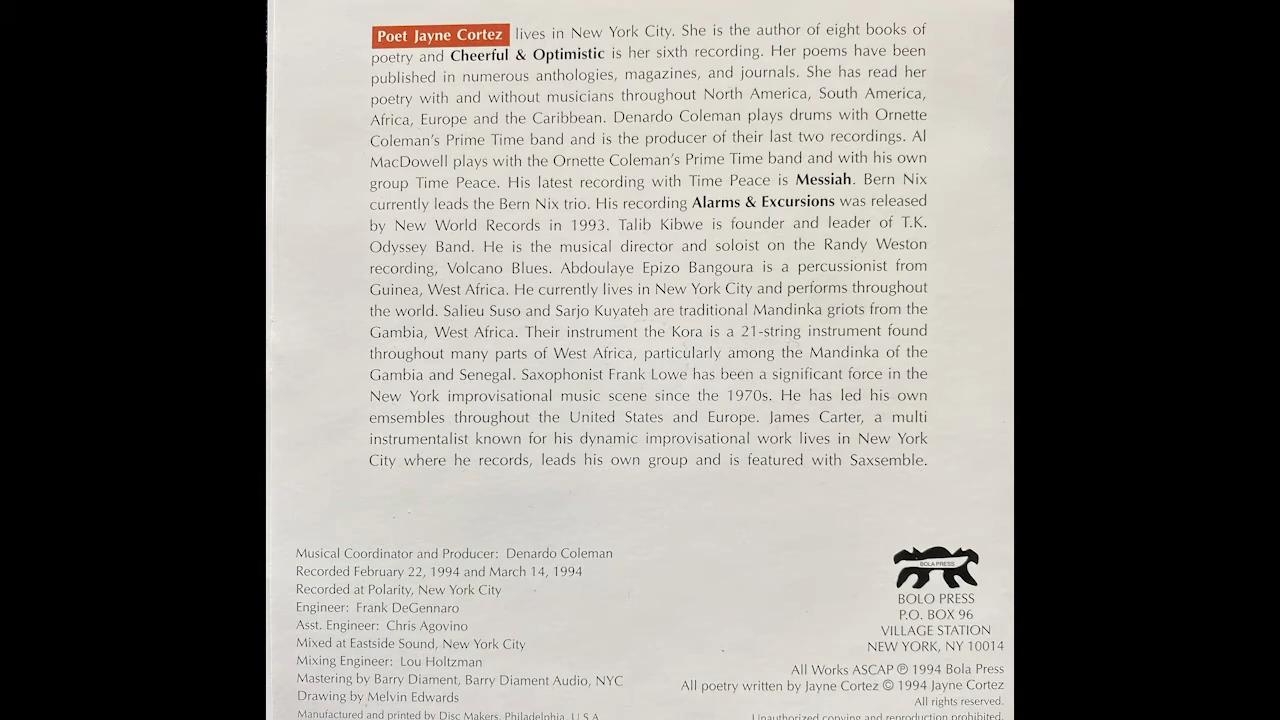 Poet Jayne Cortez lives in New York City. She is the author of eight books of
poetry and Cheerful & Optimistic is her sixth recording. Her poems have been
published in numerous anthologies, magazines, and journals. She has read her
poetry with and without musicians throughout North America, South America,
Africa, Europe and the Caribbean. Denardo Coleman plays drums with Ornette
Coleman's Prime Time band and is the producer of their last two recordings. Al
MacDowell plays with the Ornette Coleman's Prime Time band and with his own
group Time Peace. His latest recording with Time Peace is Messiah. Bern Nix
currently leads the Bern Nix trio. His recording Alarms & Excursions was released
by New World Records in 1993. Talib Kibwe is founder and leader of T.K.
Odyssey Band. He is the musical director and soloist on the Randy Weston
recording, Volcano Blues. Abdoulaye Epizo Bangoura is a percussionist from
Guinea, West Africa. He currently lives in New York City and performs throughout
the world. Salieu Suso and Sarjo Kuyateh are traditional Mandinka griots from the
Gambia, West Africa. Their instrument the Kora is a 21-string instrument found
throughout many parts of West Africa, particularly among the Mandinka of the
Gambia and Senegal. Saxophonist Frank Lowe has been a significant force in the
New York improvisational music scene since the 1970s. He has led his own
emsembles throughout the United States and Europe. James Carter, a multi
instrumentalist known for his dynamic improvisational work lives in New York
City where he records, leads his own group and is featured with Saxsemble.
Musical Coordinator and Producer: Denardo Coleman
Recorded February 22, 1994 and March 14, 1994
Recorded at Polarity, New York City
Engineer: Frank DeGennaro
Asst. Engineer: Chris Agovino
Mixed at Eastside Sound, New York City
Mixing Engineer: Lou Holtzman
Mastering by Barry Diament, Barry Diament Audio, NYC
Drawing by Melvin Edwards
Manufactured and printed by Disc Makers, Philadelphia, U.S.A.
BOLA PRESS
BOLO PRESS
P.O. BOX 96
VILLAGE STATION
NEW YORK, NY 10014
All Works ASCAP ℗ 1994 Bola Press
All poetry written by Jayne Cortez © 1994 Jayne Cortez
All rights reserved.
Unauthorized copying and reproduction prohibited.